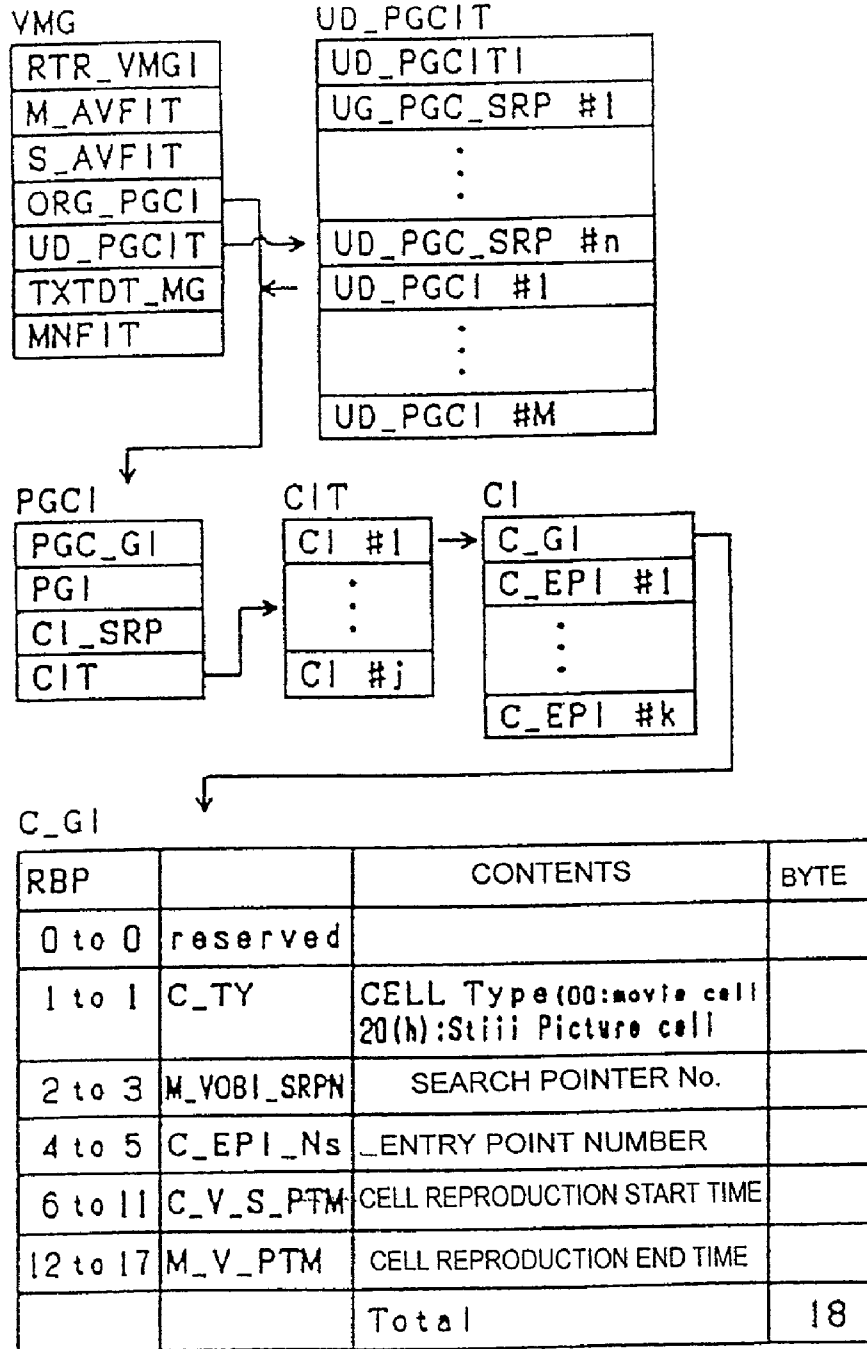 VMG
RTR_VMGI
M_AVFIT
S_AVFIT
ORG_PGCI
UD_PGCIT
TXTDT_MG
MNFIT
UD_PGCIT
UD_PGCITI
UG_PGC_SRP #1
UD_PGC_SRP #n
UD_PGCI #1
UD_PGCI #M
PGCI
PGC_GI
PGI
CI_SRP
CIT
CIT
CI #1
CI #j
CI
C_GI
C_EPI #1
C_EPI #k
C_GI
RBP CONTENTS BYTE
0 to 0 reserved
1 to 1 C_TY CELL Type(00:movie cell
20(h):Stiii Picture cell
2 to 3 M_VOBI_SRPN SEARCH POINTER No.
4 to 5 C_EPI_Ns _ENTRY POINT NUMBER
6 to 11 C_V_S_PTM CELL REPRODUCTION START TIME
12 to 17 M_V_PTM CELL REPRODUCTION END TIME
Total 18